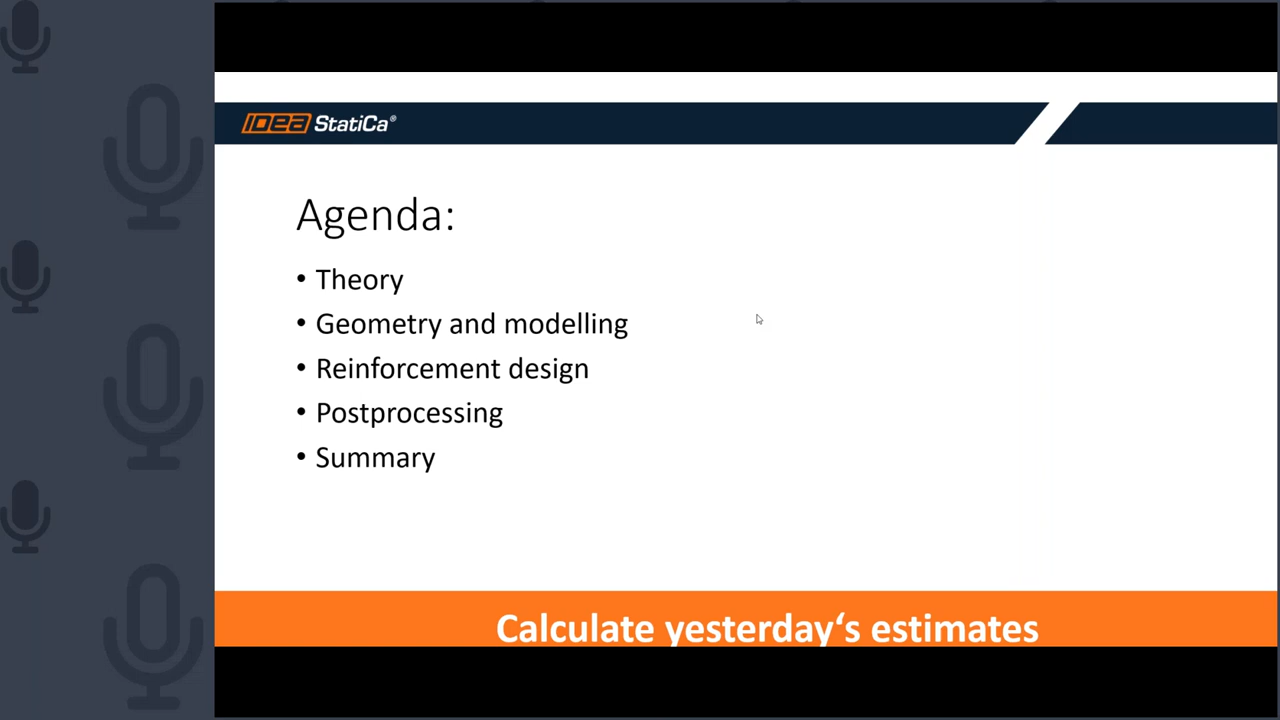 IDEA StatiCa®
Agenda:
• Theory
• Geometry and modelling
• Reinforcement design
• Postprocessing
• Summary
Calculate yesterday‘s estimates